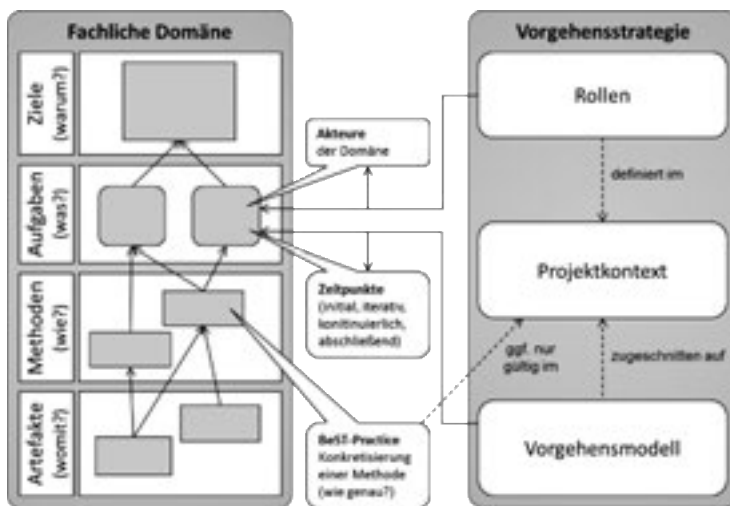 Fachliche Domäne
Ziele
(warum?)
Aufgaben
(was?)
Methoden
(wie?)
Artefakte
(womit?)
Akteure
der Domäne
Zeitpunkte
(initial, iterativ,
konitinuierlich,
abschließend)
BeST-Practice
Konkretisierung
einer Methode
(wie genau?)
Vorgehensstrategie
Rollen
definiert im
Projektkontext
ggf. nur
gültig im
zugeschnitten auf
Vorgehensmodell